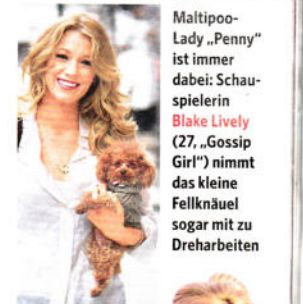 Maltipoo-
Lady „Penny“
ist immer
dabei: Schau-
spielerin
Blake Lively
(27, „Gossip
Girl“) nimmt
das kleine
Fellknäuel
sogar mit zu
Dreharbeiten